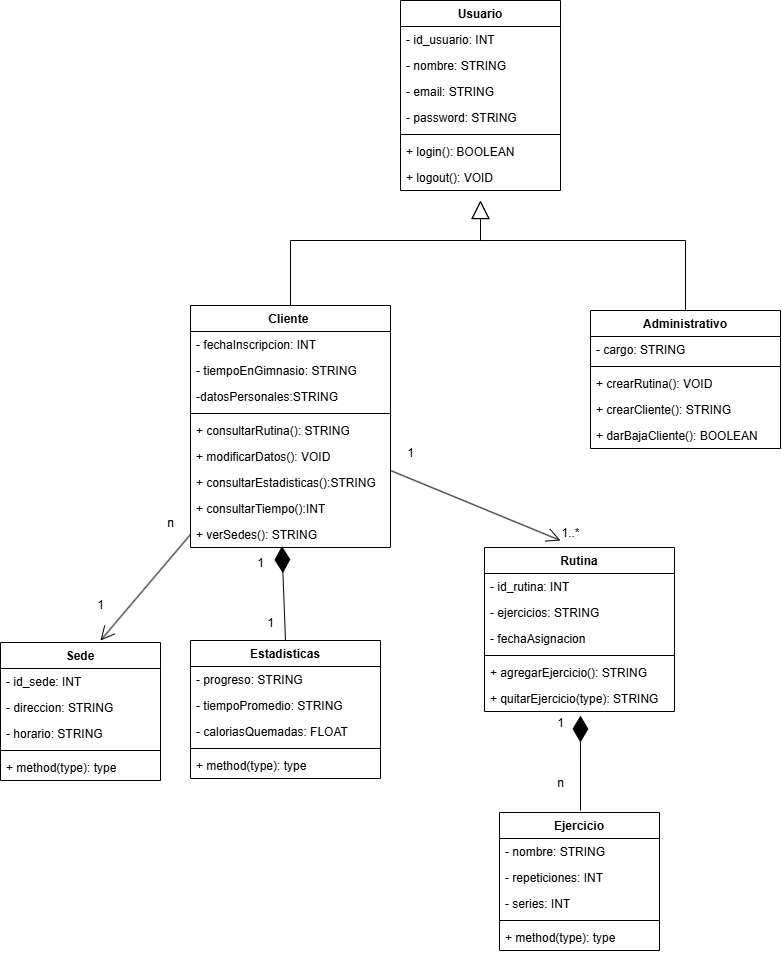 Usuario
- id_usuario: INT
- nombre: STRING
- email: STRING
- password: STRING
+ login(): BOOLEAN
+ logout(): VOID
Cliente
- fechaInscripcion: INT
- tiempoEnGimnasio: STRING
-datosPersonales:STRING
+ consultarRutina(): STRING
+ modificarDatos(): VOID
+ consultarEstadisticas():STRING
+ consultarTiempo():INT
+ verSedes(): STRING
Administrativo
- cargo: STRING
+ crearRutina(): VOID
+ crearCliente(): STRING
+ darBajaCliente(): BOOLEAN
1
1..*
n
1
1
1
Sede
- id_sede: INT
- direccion: STRING
- horario: STRING
+ method(type): type
Estadisticas
- progreso: STRING
- tiempoPromedio: STRING
- caloriasQuemadas: FLOAT
+ method(type): type
Rutina
- id_rutina: INT
- ejercicios: STRING
- fechaAsignacion
+ agregarEjercicio(): STRING
+ quitarEjercicio(type): STRING
1
n
Ejercicio
- nombre: STRING
- repeticiones: INT
- series: INT
+ method(type): type